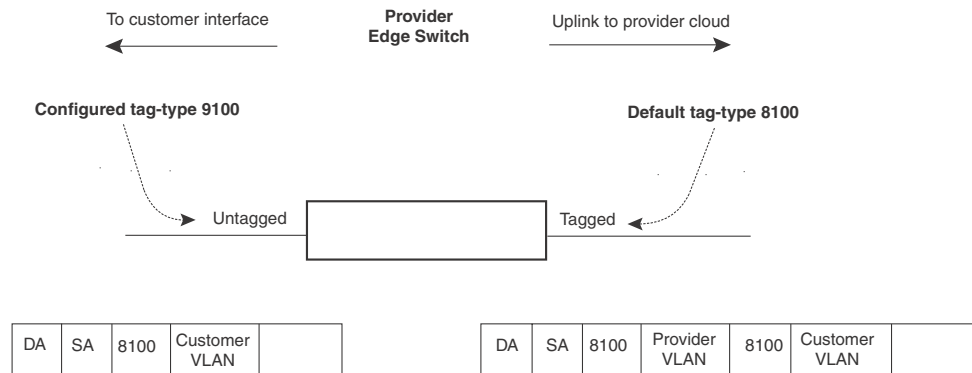 To customer interface
Provider
Edge Switch
Uplink to provider cloud
Configured tag-type 9100
Default tag-type 8100
Untagged
Tagged
DA SA 8100 Customer VLAN
DA SA 8100 Provider VLAN 8100 Customer VLAN